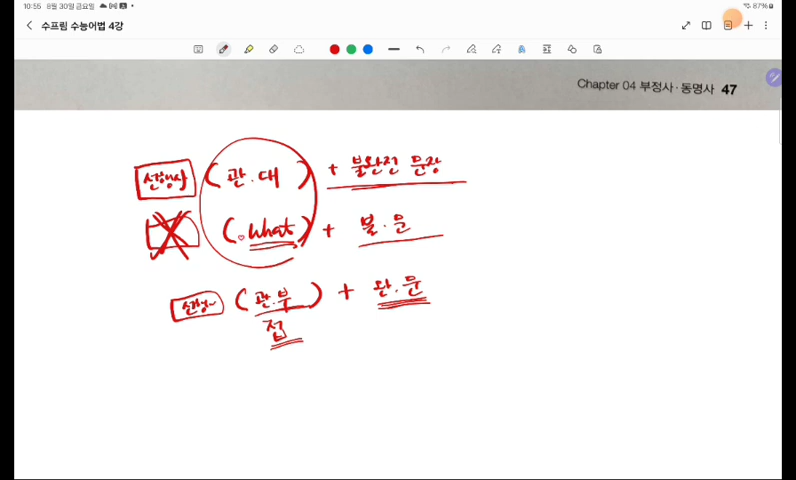 10:55 8월 30일 금요일 87%
수프림 수능어법 4강
Chapter 04 부정사·동명사 47
선행사 (관.대) + 불완전 문장
(.what) + 불.문
선행~ (관.부) + 완.문
접